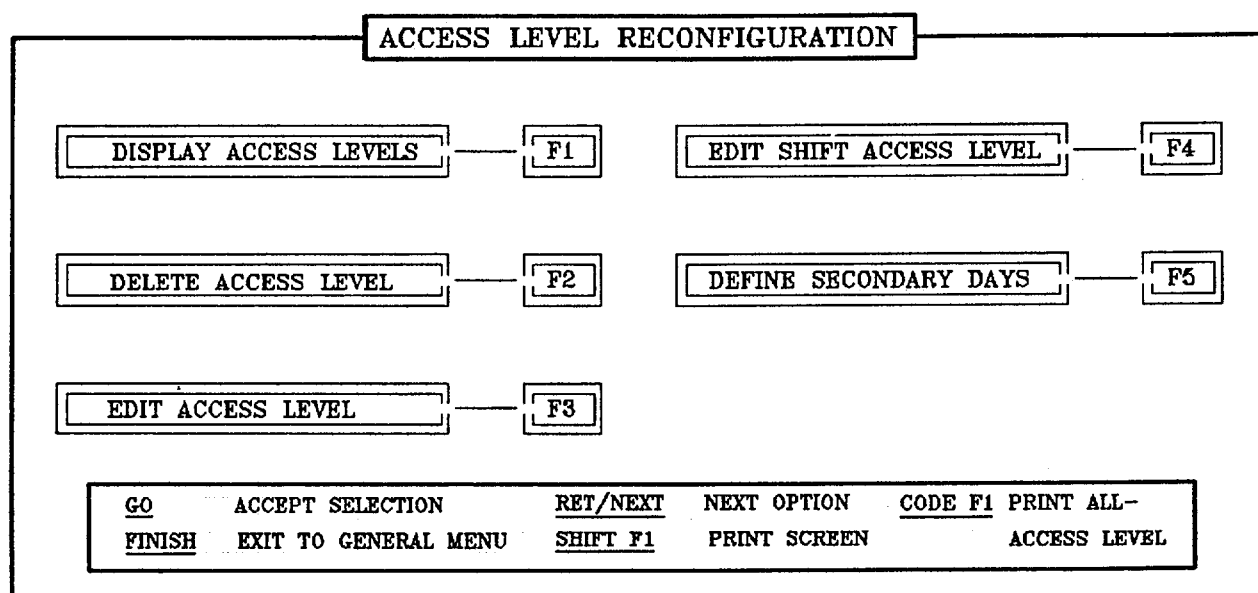 ACCESS LEVEL RECONFIGURATION
DISPLAY ACCESS LEVELS F1
EDIT SHIFT ACCESS LEVEL F4
DELETE ACCESS LEVEL F2
DEFINE SECONDARY DAYS F5
EDIT ACCESS LEVEL F3
GO ACCEPT SELECTION RET/NEXT NEXT OPTION CODE F1 PRINT ALL-
FINISH EXIT TO GENERAL MENU SHIFT F1 PRINT SCREEN ACCESS LEVEL